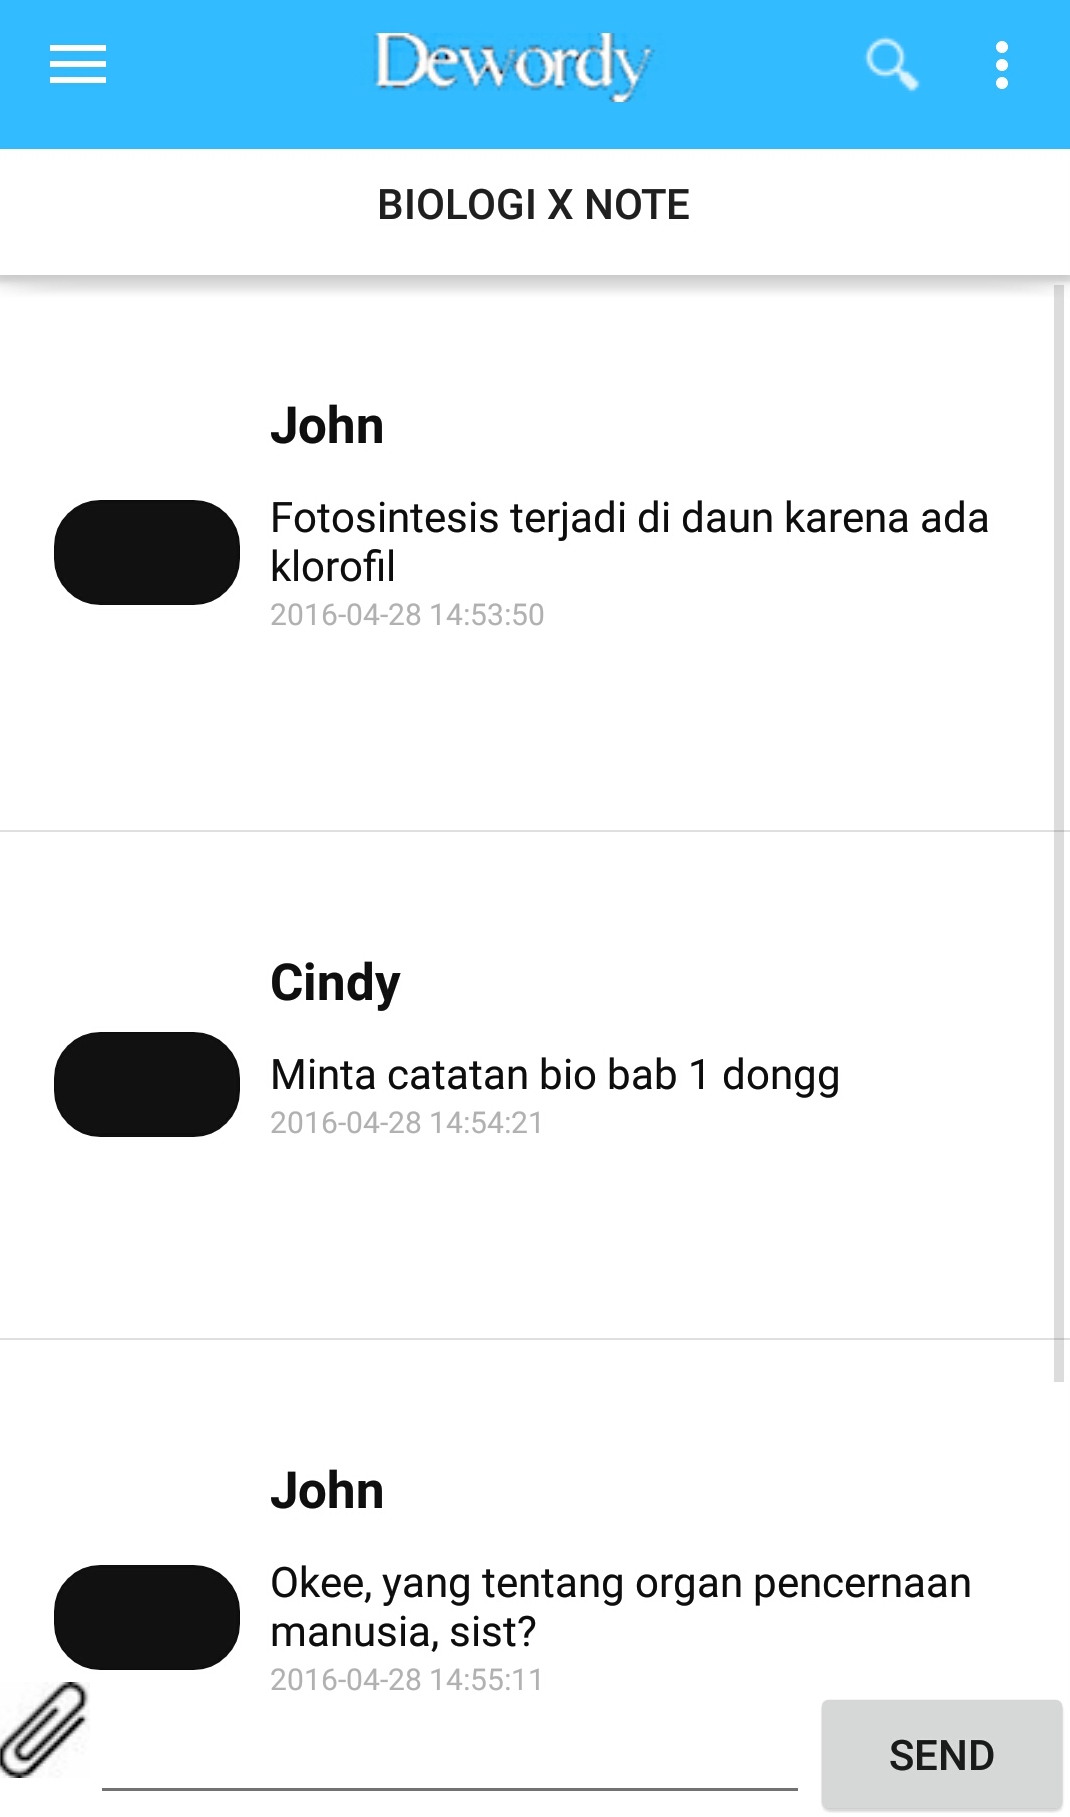 Dewordy
BIOLOGI X NOTE
John
Fotosintesis terjadi di daun karena ada
klorofil
2016-04-28 14:53:50
Cindy
Minta catatan bio bab 1 dongg
2016-04-28 14:54:21
John
Okee, yang tentang organ pencernaan
manusia, sist?
2016-04-28 14:55:11
SEND